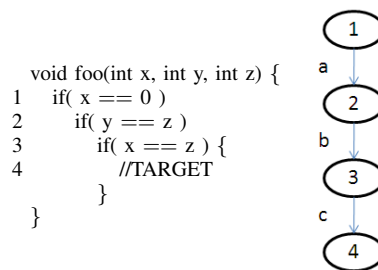 void foo(int x, int y, int z) {
1 if( x == 0 )
2 if( y == z )
3 if( x == z ) {
4 //TARGET
}
}
1
a
2
b
3
c
4